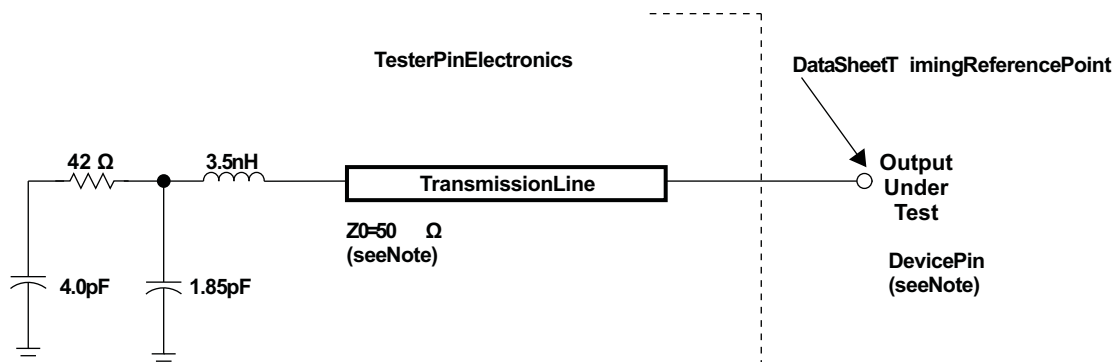 TesterPinElectronics
DataSheetT imingReferencePoint
42 Ω
3.5nH
TransmissionLine
Output
Under
Test
Z0=50 Ω
(seeNote)
DevicePin
(seeNote)
4.0pF
1.85pF